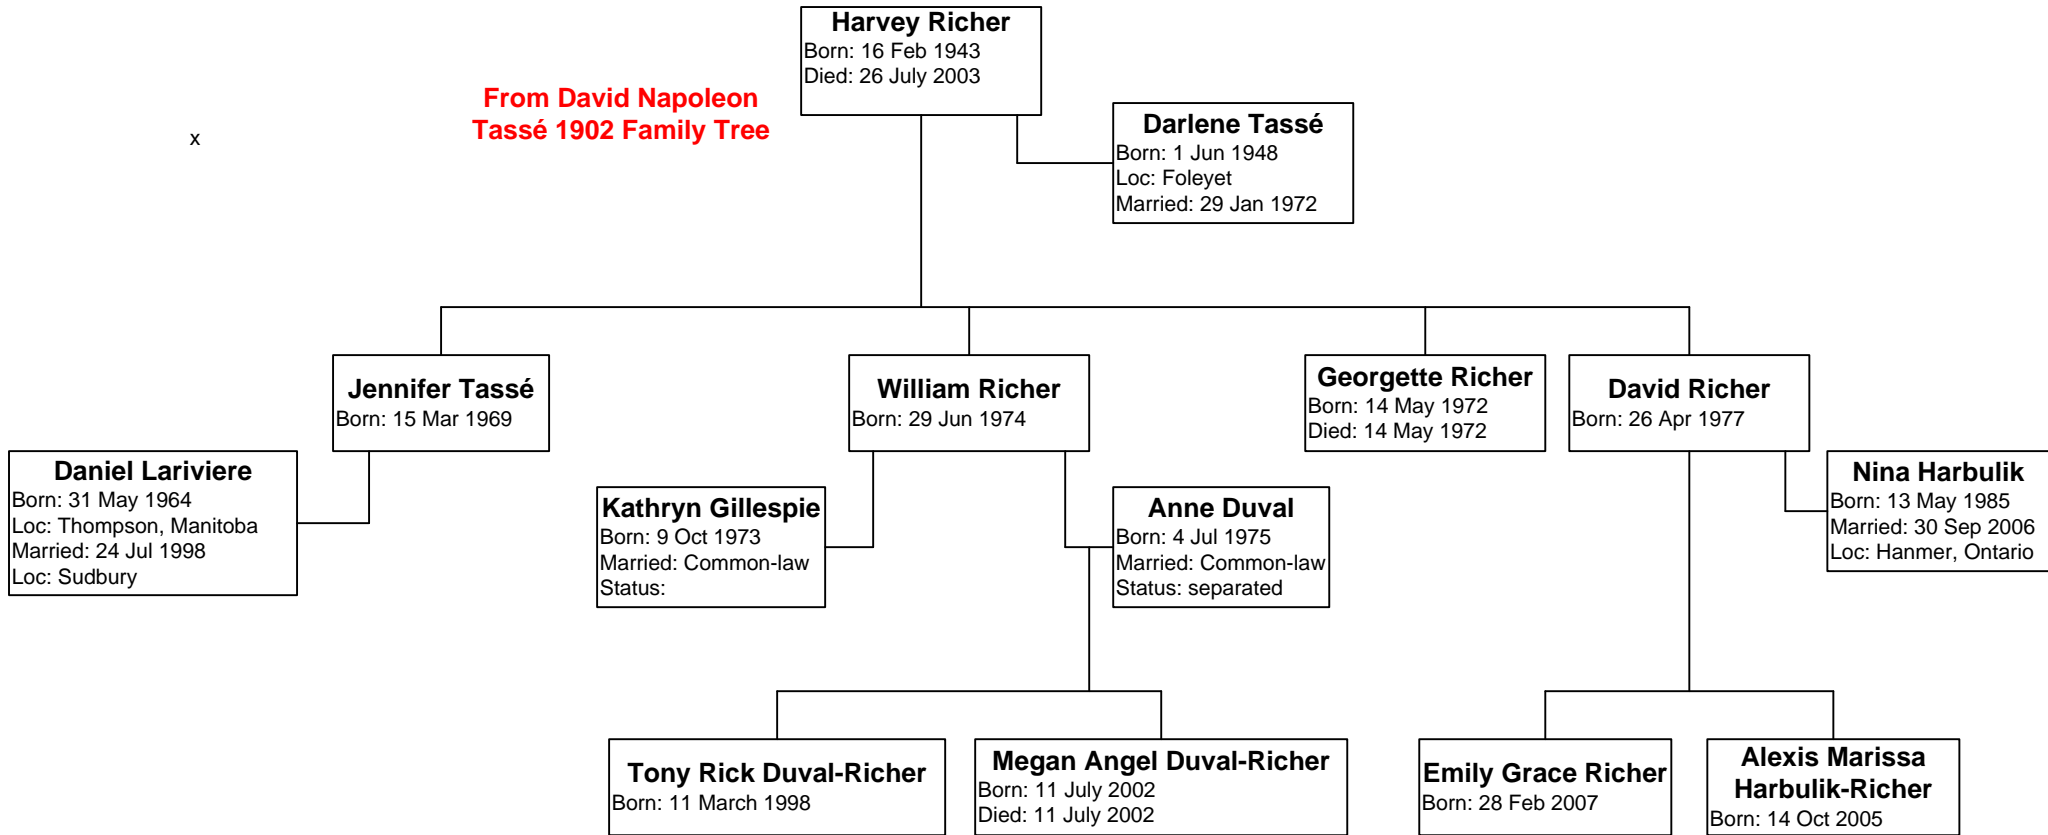 Harvey Richer
Born: 16 Feb 1943
Died: 26 July 2003
From David Napoleon
Tassé 1902 Family Tree
x
Darlene Tassé
Born: 1 Jun 1948
Loc: Foleyet
Married: 29 Jan 1972
Jennifer Tassé
Born: 15 Mar 1969
William Richer
Born: 29 Jun 1974
Georgette Richer
Born: 14 May 1972
Died: 14 May 1972
David Richer
Born: 26 Apr 1977
Daniel Lariviere
Born: 31 May 1964
Loc: Thompson, Manitoba
Married: 24 Jul 1998
Loc: Sudbury
Kathryn Gillespie
Born: 9 Oct 1973
Married: Common-law
Status:
Anne Duval
Born: 4 Jul 1975
Married: Common-law
Status: separated
Nina Harbulik
Born: 13 May 1985
Married: 30 Sep 2006
Loc: Hanmer, Ontario
Tony Rick Duval-Richer
Born: 11 March 1998
Megan Angel Duval-Richer
Born: 11 July 2002
Died: 11 July 2002
Emily Grace Richer
Born: 28 Feb 2007
Alexis Marissa
Harbulik-Richer
Born: 14 Oct 2005